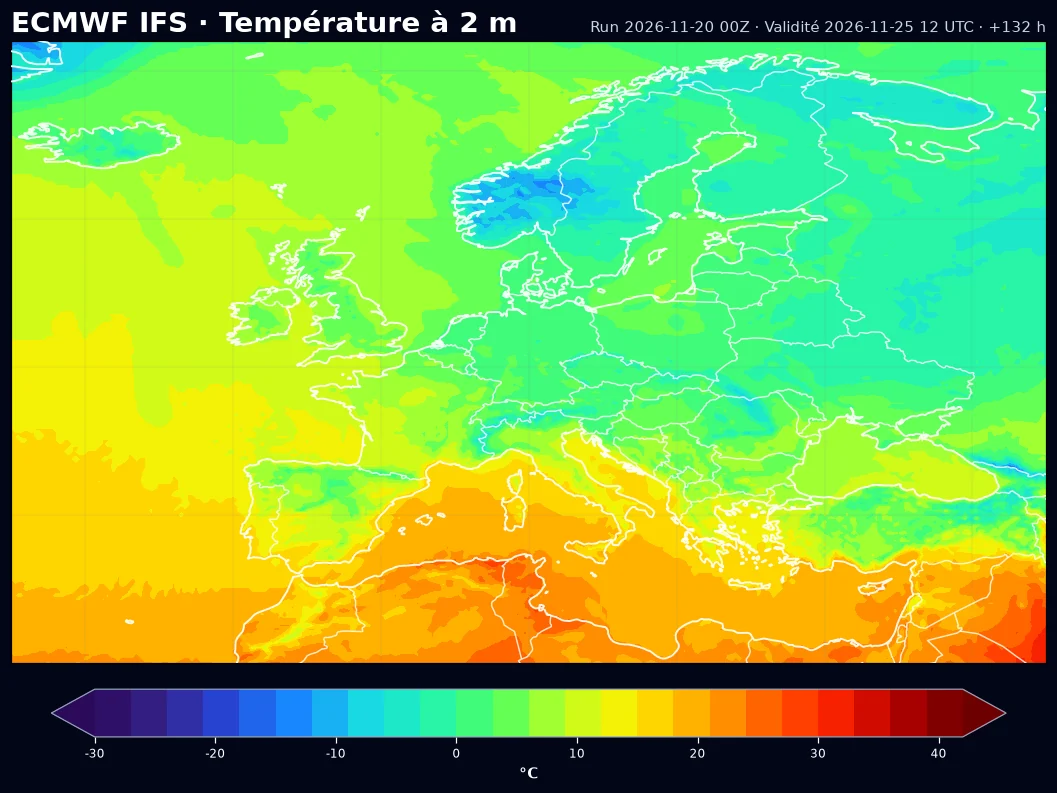 ECMWF IFS · Température à 2 m
Run 2026-11-20 00Z · Validité 2026-11-25 12 UTC · +132 h
-30 -20 -10 0 10 20 30 40
°C